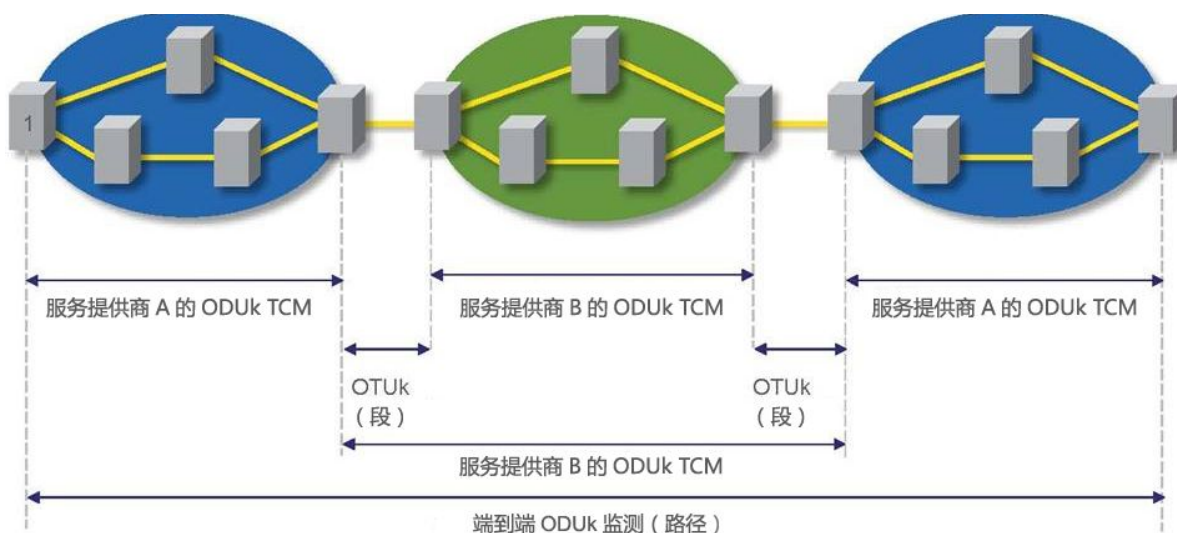 1
服务提供商 A 的 ODUk TCM
服务提供商 B 的 ODUk TCM
服务提供商 A 的 ODUk TCM
OTUk
（段）
OTUk
（段）
服务提供商 B 的 ODUk TCM
端到端 ODUk 监测（路径）